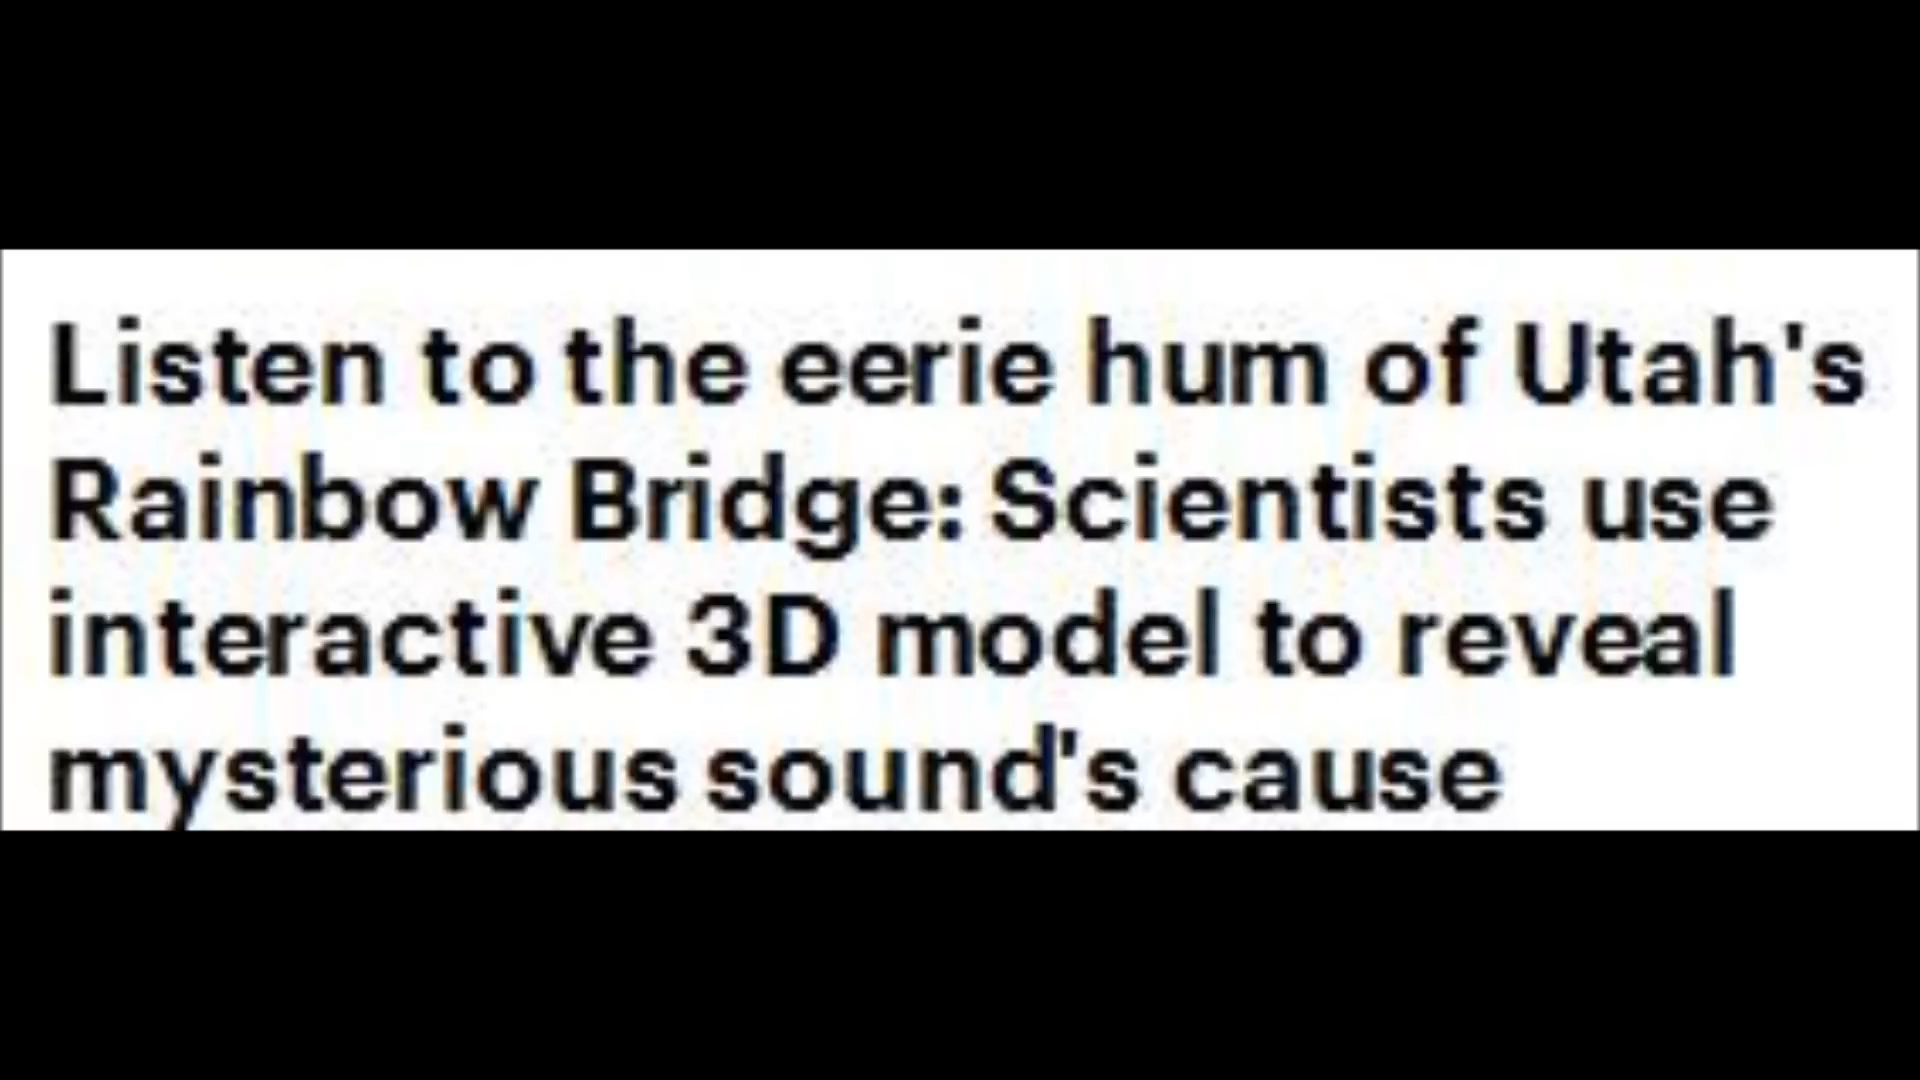 Listen to the eerie hum of Utah's
Rainbow Bridge: Scientists use
interactive 3D model to reveal
mysterious sound's cause